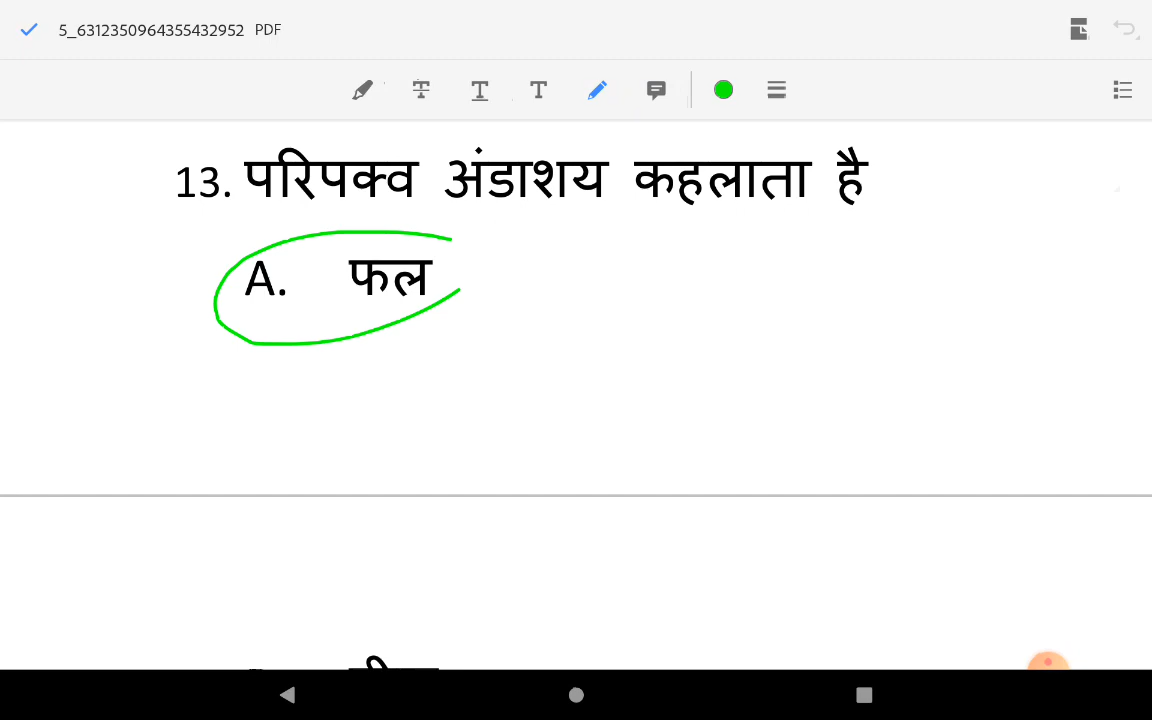 5_6312350964355432952 PDF
13. परिपक्व अंडाशय कहलाता है
A. फल